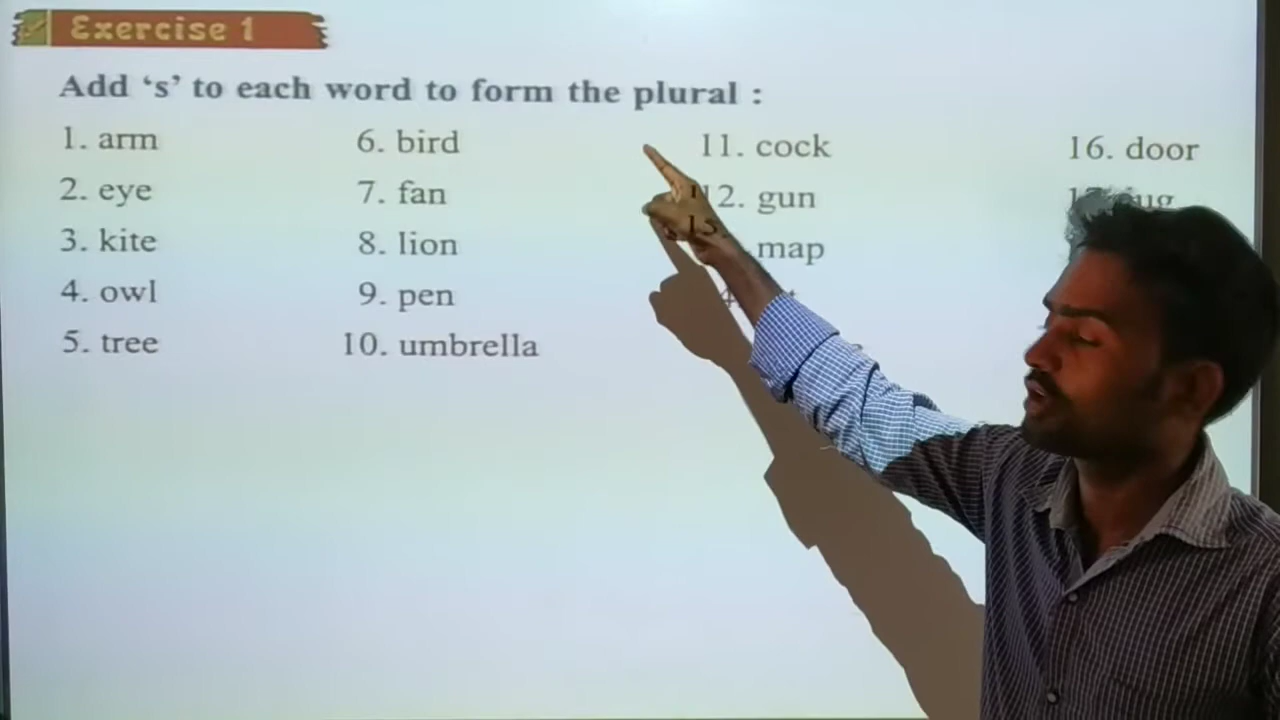 Exercise 1
Add ‘s’ to each word to form the plural :
1. arm
2. eye
3. kite
4. owl
5. tree
6. bird
7. fan
8. lion
9. pen
10. umbrella
11. cock
12. gun
map
16. door